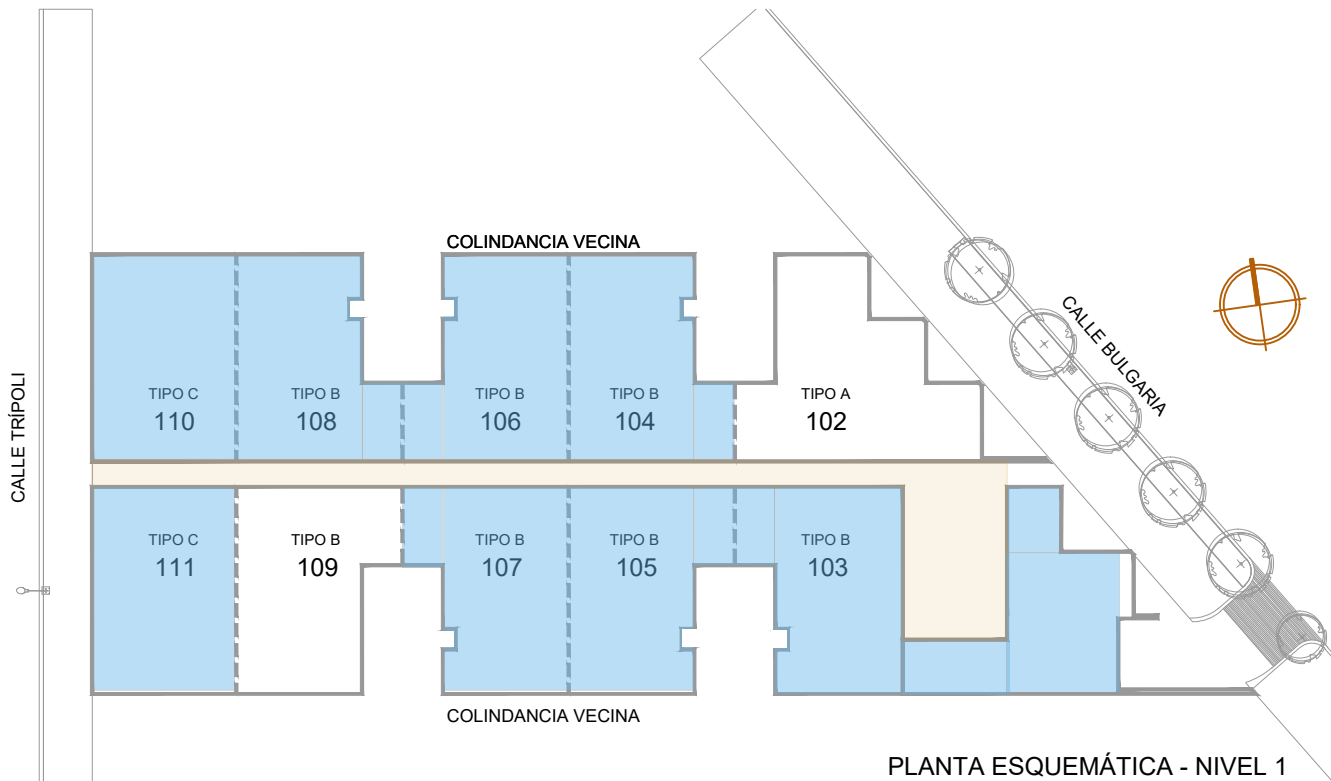 COLINDANCIA VECINA
CALLE BULGARIA
CALLE TRÍPOLI
TIPO C
110
TIPO B
108
TIPO B
106
TIPO B
104
TIPO A
102
TIPO C
111
TIPO B
109
TIPO B
107
TIPO B
105
TIPO B
103
COLINDANCIA VECINA
PLANTA ESQUEMÁTICA - NIVEL 1